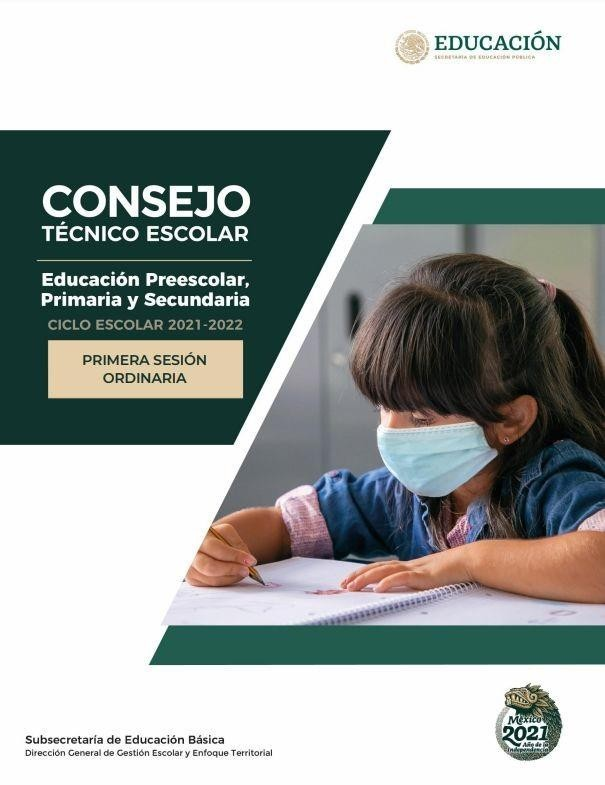 EDUCACIÓN
SECRETARÍA DE EDUCACIÓN PÚBLICA
CONSEJO
TÉCNICO ESCOLAR
Educación Preescolar,
Primaria y Secundaria
CICLO ESCOLAR 2021-2022
PRIMERA SESIÓN
ORDINARIA
México
2021
Año de la
Independencia
Subsecretaría de Educación Básica
Dirección General de Gestión Escolar y Enfoque Territorial